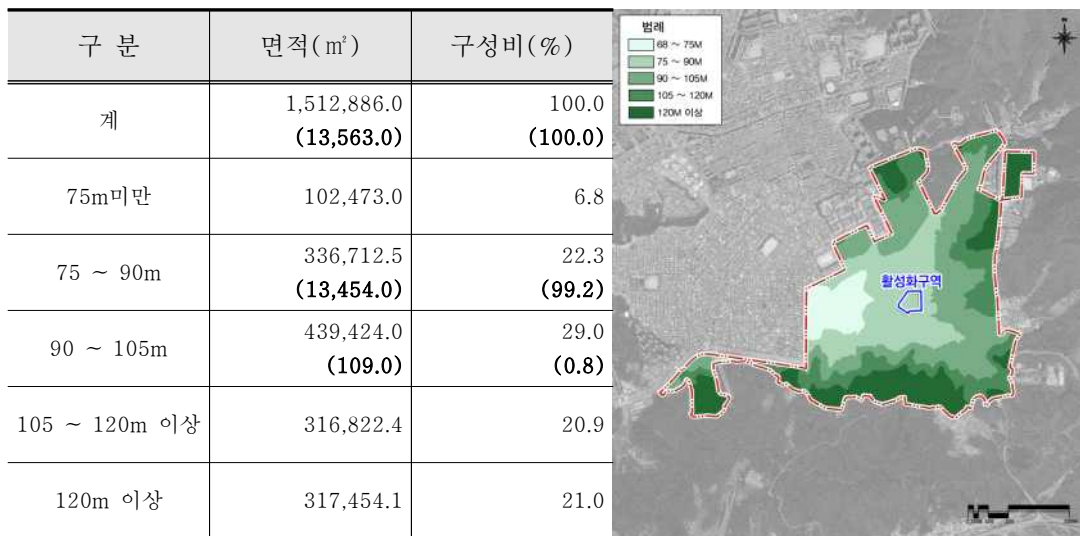 구 분 면적(㎡) 구성비(%)
계 1,512,886.0 100.0
(13,563.0) (100.0)
75m미만 102,473.0 6.8
75 ~ 90m 336,712.5 22.3
(13,454.0) (99.2)
90 ~ 105m 439,424.0 29.0
(109.0) (0.8)
105 ~ 120m 이상 316,822.4 20.9
120m 이상 317,454.1 21.0
범례
68 ~ 75M
75 ~ 90M
90 ~ 105M
105 ~ 120M
120M 이상
활성화구역